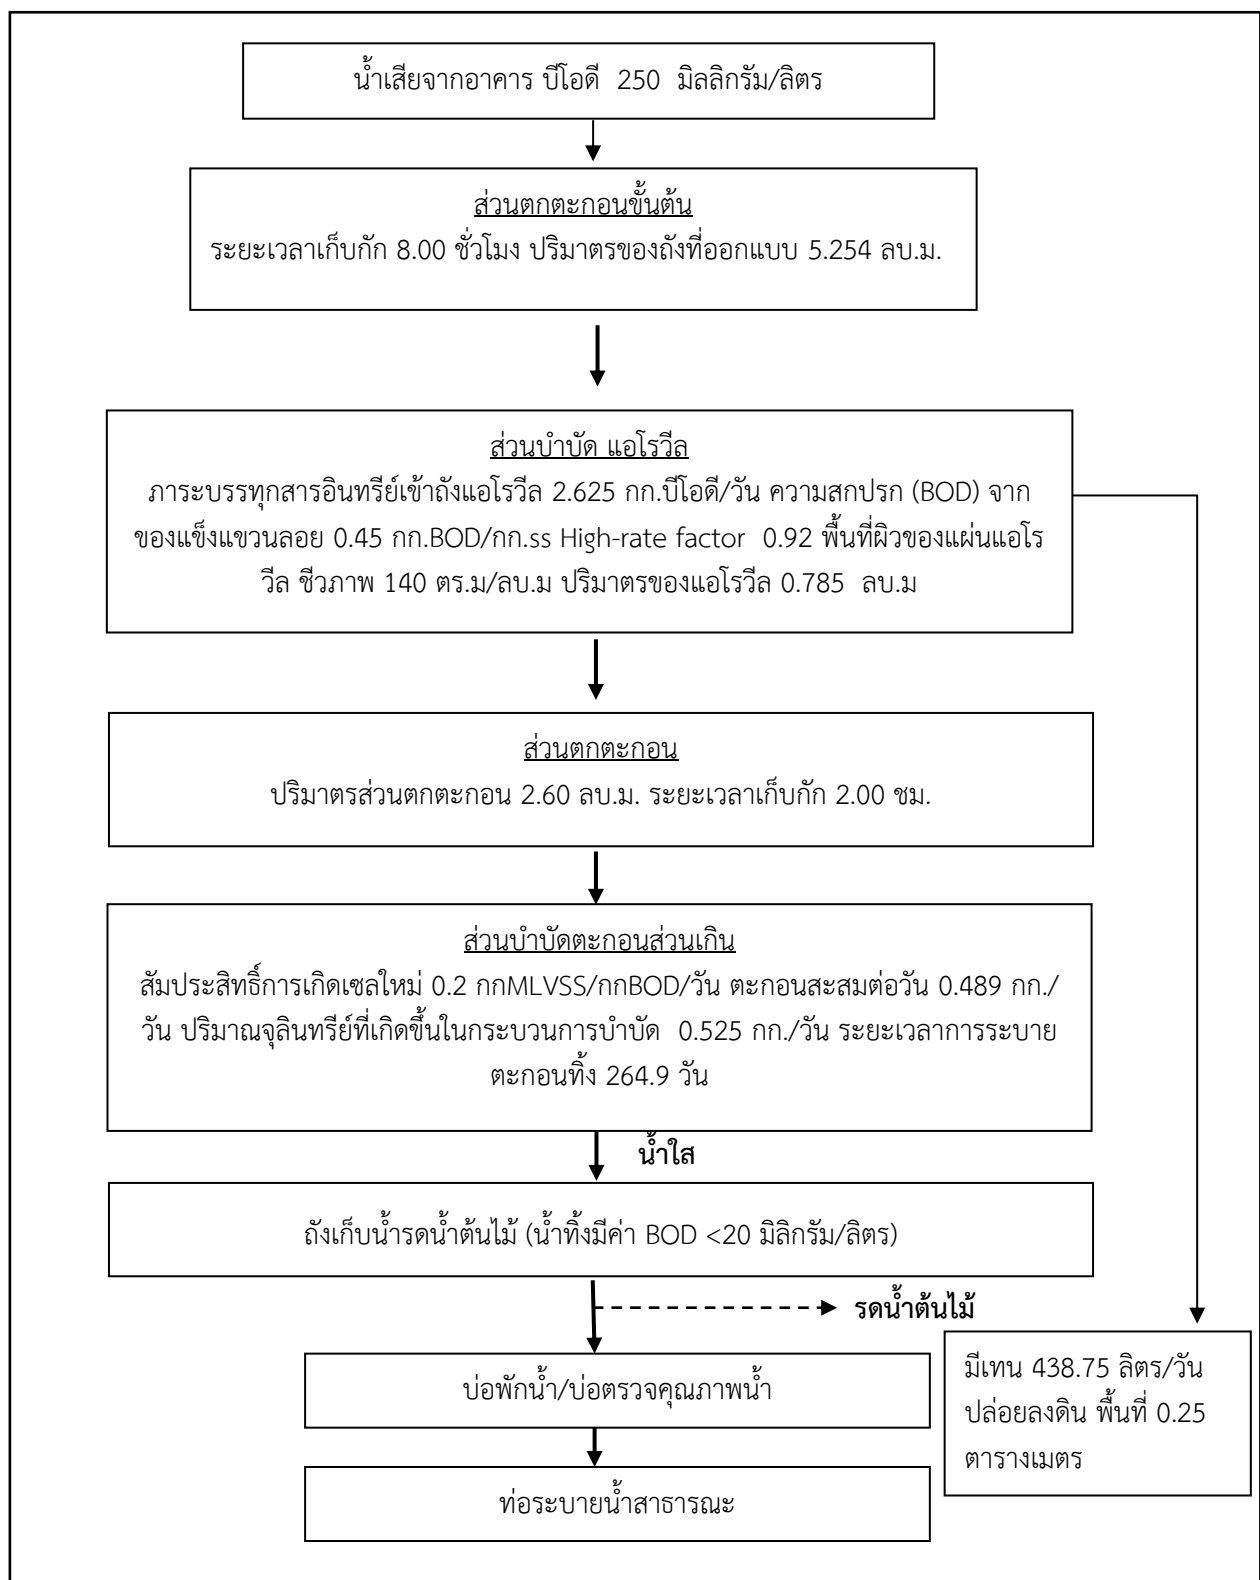 น้ำเสียจากอาคาร บีโอดี 250 มิลลิกรัม/ลิตร
ส่วนตกตะกอนขั้นต้น
ระยะเวลาเก็บกัก 8.00 ชั่วโมง ปริมาตรของถังที่ออกแบบ 5.254 ลบ.ม.
ส่วนบำบัด แอโรวีล
ภาระบรรทุกสารอินทรีย์เข้าถังแอโรวีล 2.625 กก.บีโอดี/วัน ความสกปรก (BOD) จาก
ของแข็งแขวนลอย 0.45 กก.BOD/กก.ss High-rate factor 0.92 พื้นที่ผิวของแผ่นแอโร
วีล ชีวภาพ 140 ตร.ม/ลบ.ม ปริมาตรของแอโรวีล 0.785 ลบ.ม
ส่วนตกตะกอน
ปริมาตรส่วนตกตะกอน 2.60 ลบ.ม. ระยะเวลาเก็บกัก 2.00 ชม.
ส่วนบำบัดตะกอนส่วนเกิน
สัมประสิทธิ์การเกิดเซลใหม่ 0.2 กกMLVSS/กกBOD/วัน ตะกอนสะสมต่อวัน 0.489 กก./
วัน ปริมาณจุลินทรีย์ที่เกิดขึ้นในกระบวนการบำบัด 0.525 กก./วัน ระยะเวลาการระบาย
ตะกอนทิ้ง 264.9 วัน
น้ำใส
ถังเก็บน้ำรดน้ำต้นไม้ (น้ำทิ้งมีค่า BOD <20 มิลิกรัม/ลิตร)
รดน้ำต้นไม้
บ่อพักน้ำ/บ่อตรวจคุณภาพน้ำ
มีเทน 438.75 ลิตร/วัน
ปล่อยลงดิน พื้นที่ 0.25
ตารางเมตร
ท่อระบายน้ำสาธารณะ